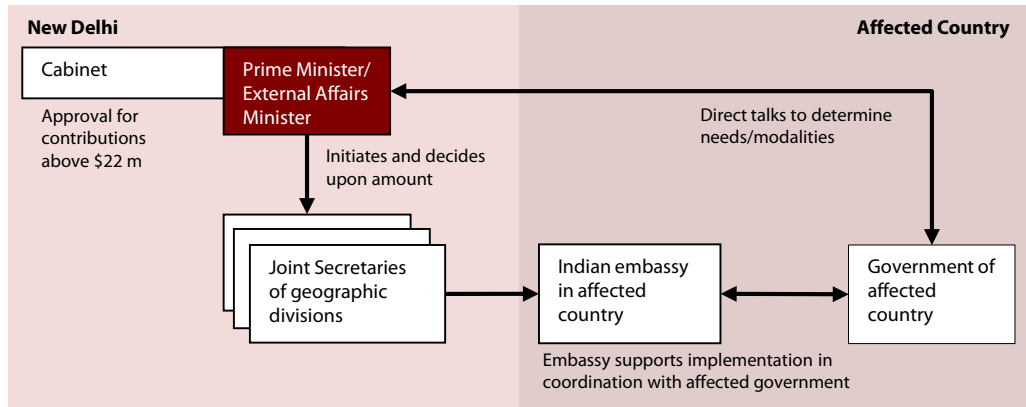 New Delhi
Affected Country
Cabinet
Prime Minister/
External Affairs
Minister
Approval for
contributions
above $22 m
Direct talks to determine
needs/modalities
Initiates and decides
upon amount
Joint Secretaries
of geographic
divisions
Indian embassy
in affected
country
Government of
affected
country
Embassy supports implementation in
coordination with affected government